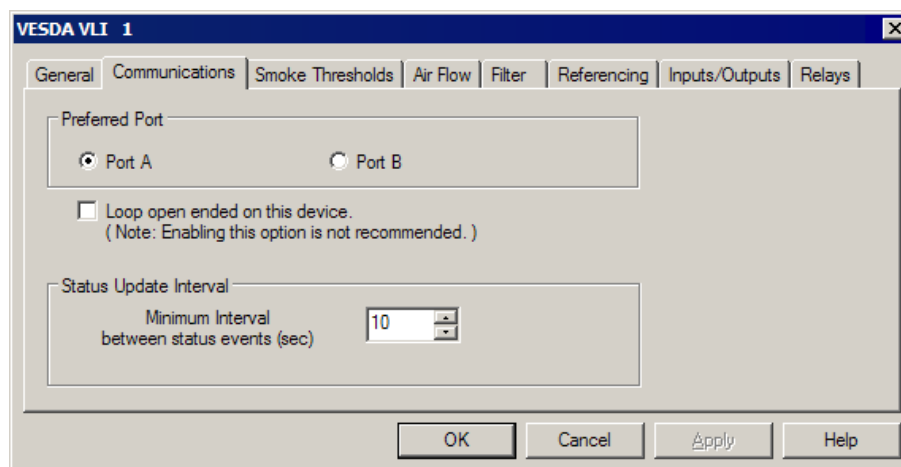 VESDA VLI 1
General Communications Smoke Thresholds Air Flow Filter Referencing Inputs/Outputs Relays
Preferred Port
Port A Port B
Loop open ended on this device.
( Note: Enabling this option is not recommended. )
Status Update Interval
Minimum Interval
between status events (sec)
10
OK Cancel Apply Help